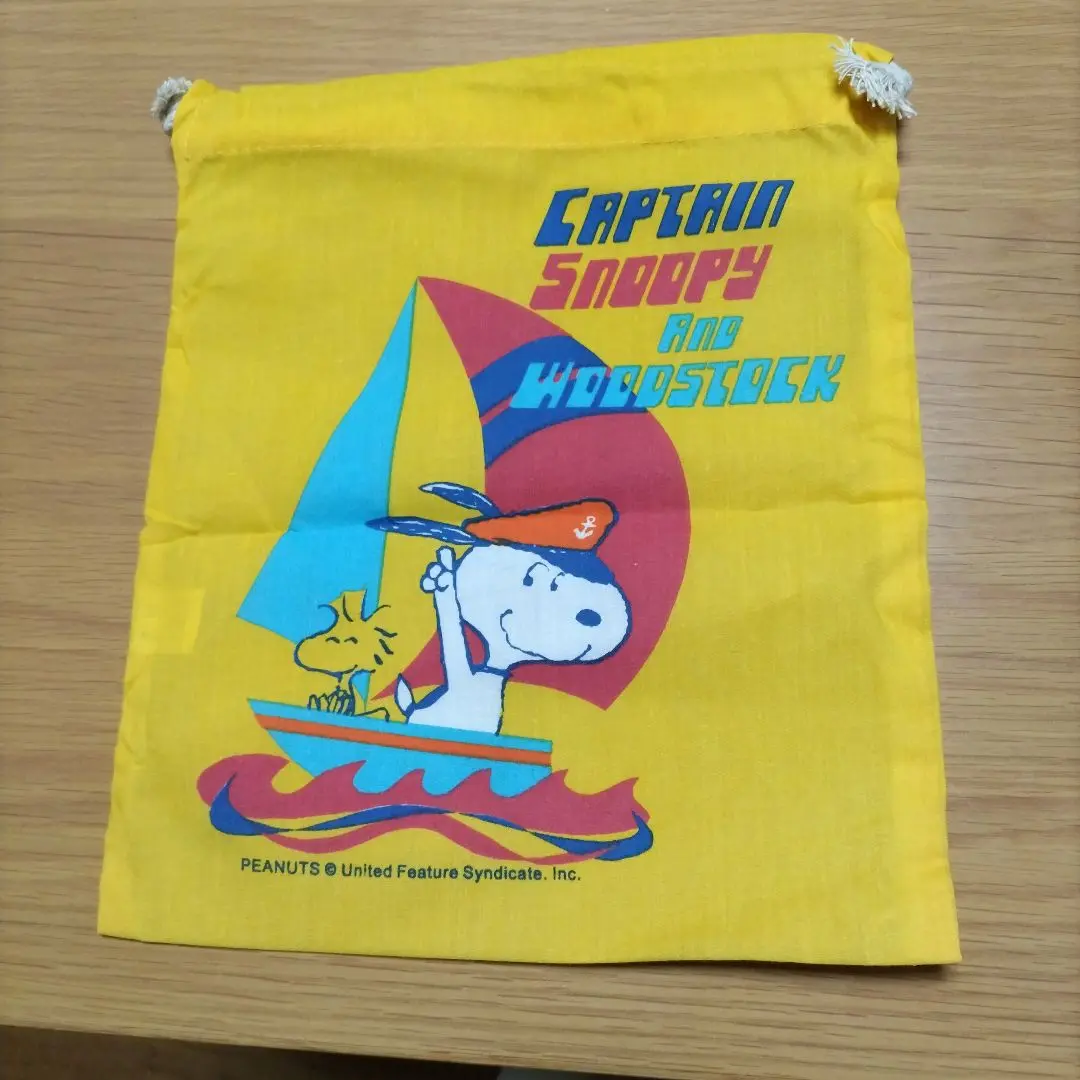 CAPTAIN
SNOOPY
AND
WOODSTOCK
PEANUTS © United Feature Syndicate. Inc.